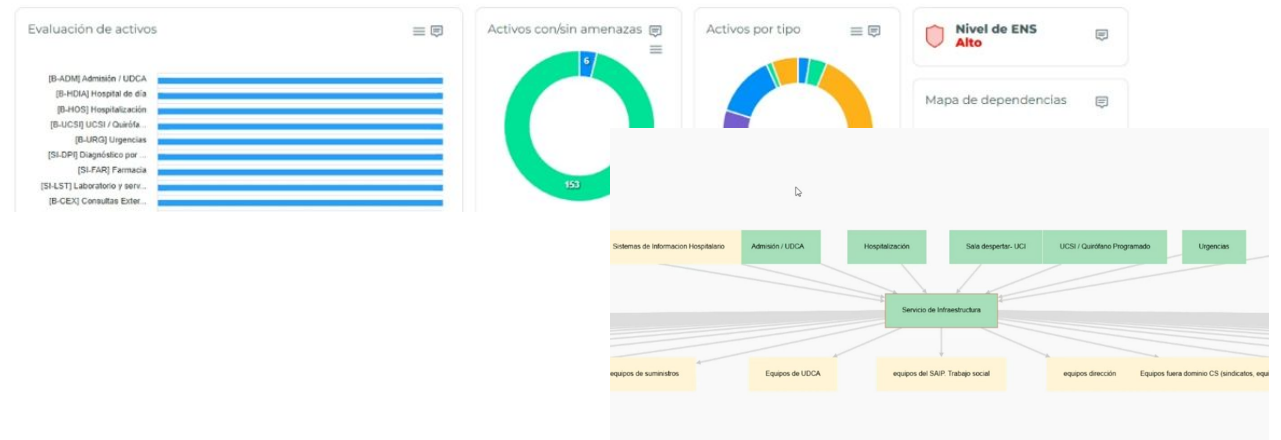 Evaluación de activos
[B-ADM] Admisión / UDCA
[B-HDIA] Hospital de día
[B-HOS] Hospitalización
[B-UCSI] UCSI / Quirófa...
[B-URG] Urgencias
[SI-DPI] Diagnóstico por ...
[SI-FAR] Farmacia
[SI-LST] Laboratorio y serv...
[B-CEX] Consultas Exter...
Activos con/sin amenazas
6
153
Activos por tipo
Nivel de ENS
Alto
Mapa de dependencias
Sistemas de Informacion Hospitalario
Admisión / UDCA
Hospitalización
Sala despertar- UCI
UCSI / Quirófano Programado
Urgencias
Servicio de Infraestructura
equipos de suministros
Equipos de UDCA
equipos del SAIP. Trabajo social
equipos dirección
Equipos fuera dominio CS (sindicatos, equi